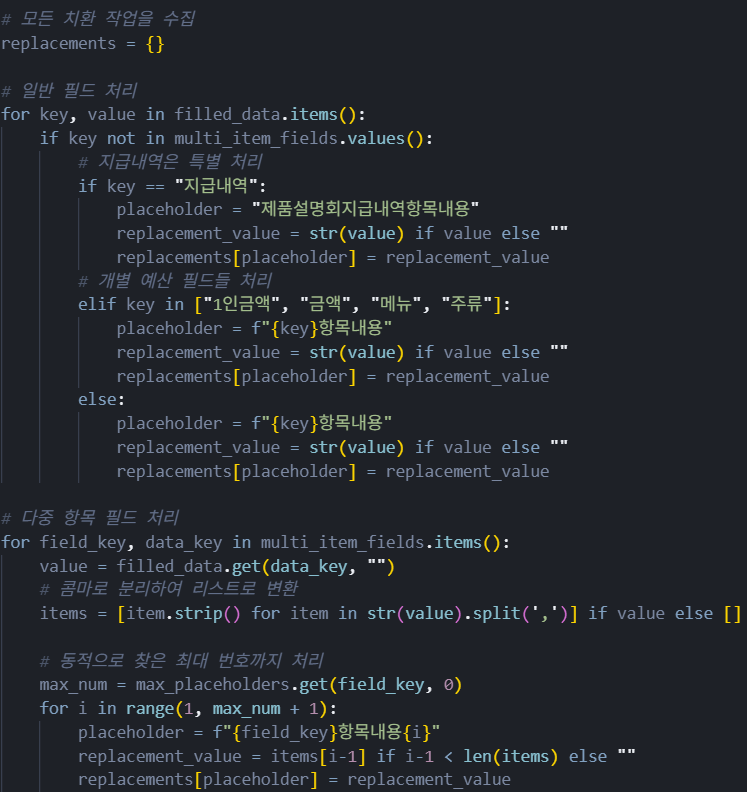 # 모든 치환 작업을 수집
replacements = {}

# 일반 필드 처리
for key, value in filled_data.items():
    if key not in multi_item_fields.values():
        # 지급내역은 특별 처리
        if key == "지급내역":
            placeholder = "제품설명회지급내역항목내용"
            replacement_value = str(value) if value else ""
            replacements[placeholder] = replacement_value
        # 개별 예산 필드들 처리
        elif key in ["1인금액", "금액", "메뉴", "주류"]:
            placeholder = f"{key}항목내용"
            replacement_value = str(value) if value else ""
            replacements[placeholder] = replacement_value
        else:
            placeholder = f"{key}항목내용"
            replacement_value = str(value) if value else ""
            replacements[placeholder] = replacement_value

# 다중 항목 필드 처리
for field_key, data_key in multi_item_fields.items():
    value = filled_data.get(data_key, "")
    # 콤마로 분리하여 리스트로 변환
    items = [item.strip() for item in str(value).split(',')] if value else []

    # 동적으로 찾은 최대 번호까지 처리
    max_num = max_placeholders.get(field_key, 0)
    for i in range(1, max_num + 1):
        placeholder = f"{field_key}항목내용{i}"
        replacement_value = items[i-1] if i-1 < len(items) else ""
        replacements[placeholder] = replacement_value